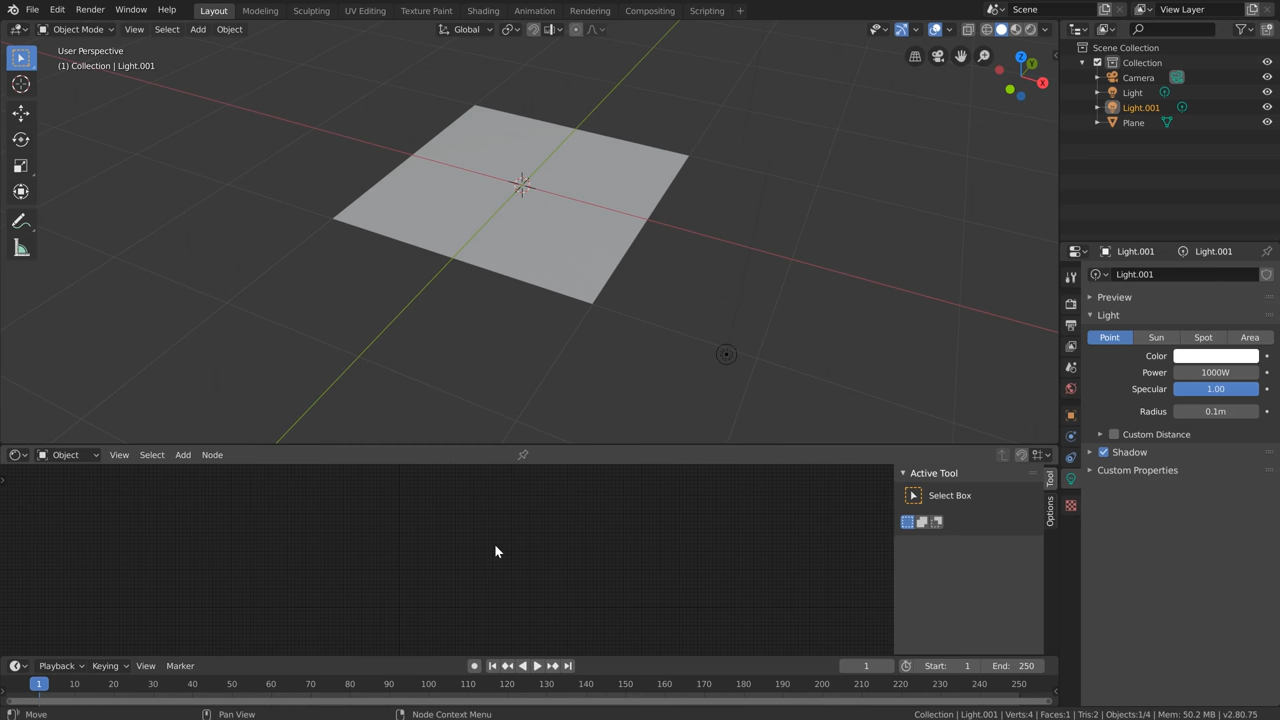 File Edit Render Window Help Layout Modeling Sculpting UV Editing Texture Paint Shading Animation Rendering Compositing Scripting + Scene View Layer
Object Mode View Select Add Object Global
User Perspective
(1) Collection | Light.001
Z
Y
X
Scene Collection
Collection
Camera
Light
Light.001
Plane
Light.001 Light.001
Light.001
Preview
Light
Point Sun Spot Area
Color
Power 1000W
Specular 1.00
Radius 0.1m
Custom Distance
Shadow
Custom Properties
Object View Select Add Node
Active Tool
Select Box
Tool
Options
Playback Keying View Marker 1 Start: 1 End: 250
1 10 20 30 40 50 60 70 80 90 100 110 120 130 140 150 160 170 180 190 200 210 220 230 240 250
Move Pan View Node Context Menu Collection | Light.001 | Verts:4 | Faces:1 | Tris:2 | Objects:1/4 | Mem: 50.2 MB | v2.80.75